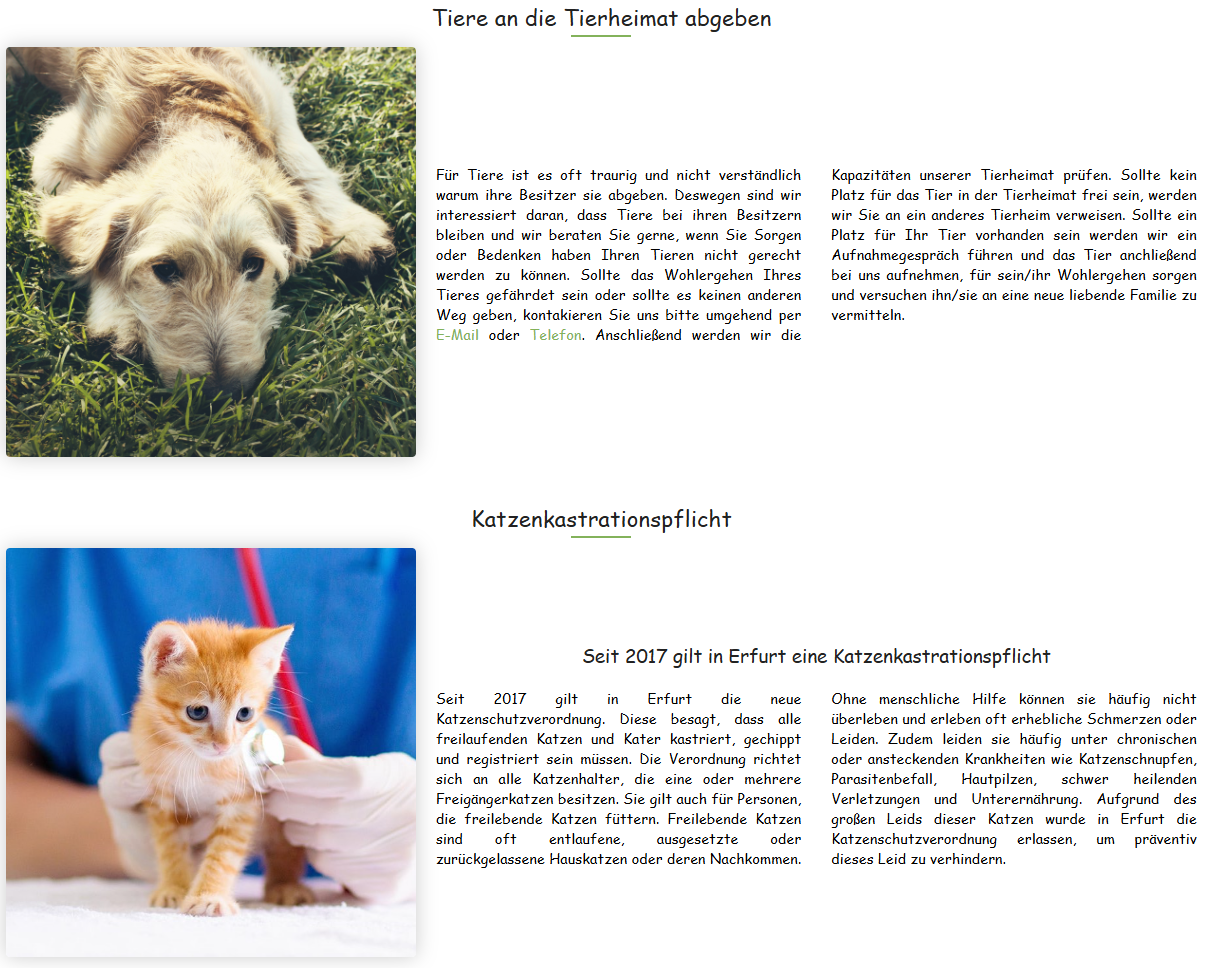 Tiere an die Tierheimat abgeben
Für Tiere ist es oft traurig und nicht verständlich
warum ihre Besitzer sie abgeben. Deswegen sind wir
interessiert daran, dass Tiere bei ihren Besitzern
bleiben und wir beraten Sie gerne, wenn Sie Sorgen
oder Bedenken haben Ihren Tieren nicht gerecht
werden zu können. Sollte das Wohlergehen Ihres
Tieres gefährdet sein oder sollte es keinen anderen
Weg geben, kontakieren Sie uns bitte umgehend per
E-Mail oder Telefon. Anschließend werden wir die
Kapazitäten unserer Tierheimat prüfen. Sollte kein
Platz für das Tier in der Tierheimat frei sein, werden
wir Sie an ein anderes Tierheim verweisen. Sollte ein
Platz für Ihr Tier vorhanden sein werden wir ein
Aufnahmegespräch führen und das Tier anchließend
bei uns aufnehmen, für sein/ihr Wohlergehen sorgen
und versuchen ihn/sie an eine neue liebende Familie zu
vermitteln.
Katzenkastrationspflicht
Seit 2017 gilt in Erfurt eine Katzenkastrationspflicht
Seit 2017 gilt in Erfurt die neue
Katzenschutzverordnung. Diese besagt, dass alle
freilaufenden Katzen und Kater kastriert, gechippt
und registriert sein müssen. Die Verordnung richtet
sich an alle Katzenhalter, die eine oder mehrere
Freigängerkatzen besitzen. Sie gilt auch für Personen,
die freilebende Katzen füttern. Freilebende Katzen
sind oft entlaufene, ausgesetzte oder
zurückgelassene Hauskatzen oder deren Nachkommen.
Ohne menschliche Hilfe können sie häufig nicht
überleben und erleben oft erhebliche Schmerzen oder
Leiden. Zudem leiden sie häufig unter chronischen
oder ansteckenden Krankheiten wie Katzenschnupfen,
Parasitenbefall, Hautpilzen, schwer heilenden
Verletzungen und Unterernährung. Aufgrund des
großen Leids dieser Katzen wurde in Erfurt die
Katzenschutzverordnung erlassen, um präventiv
dieses Leid zu verhindern.